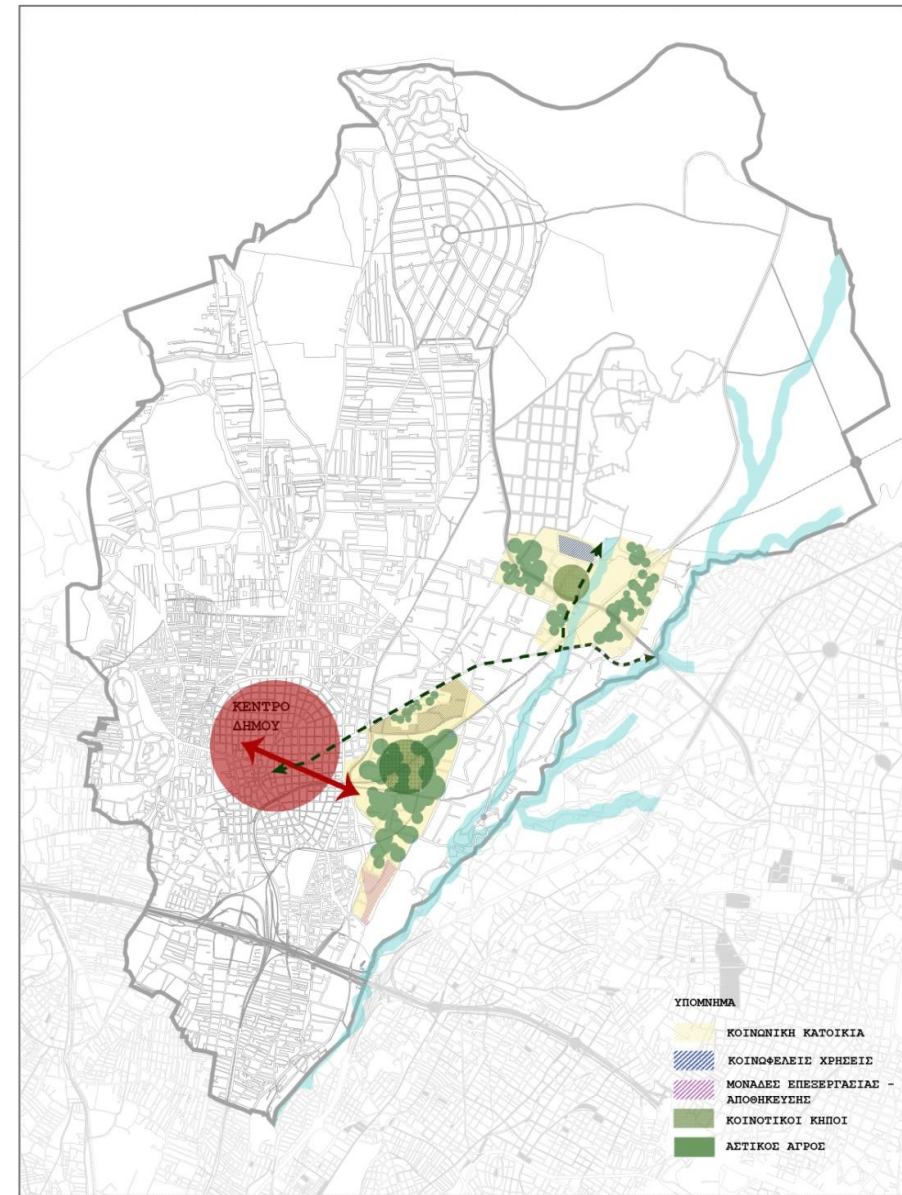 ΚΕΝΤΡΟ
ΔΗΜΟΥ
ΥΠΟΜΝΗΜΑ
ΚΟΙΝΩΝΙΚΗ ΚΑΤΟΙΚΙΑ
ΚΟΙΝΩΦΕΛΕΙΣ ΧΡΗΣΕΙΣ
ΜΟΝΑΔΕΣ ΕΠΕΞΕΡΓΑΣΙΑΣ -
ΑΠΟΘΗΚΕΥΣΗΣ
ΚΟΙΝΟΤΙΚΟΙ ΚΗΠΟΙ
ΑΣΤΙΚΟΣ ΑΓΡΟΣ